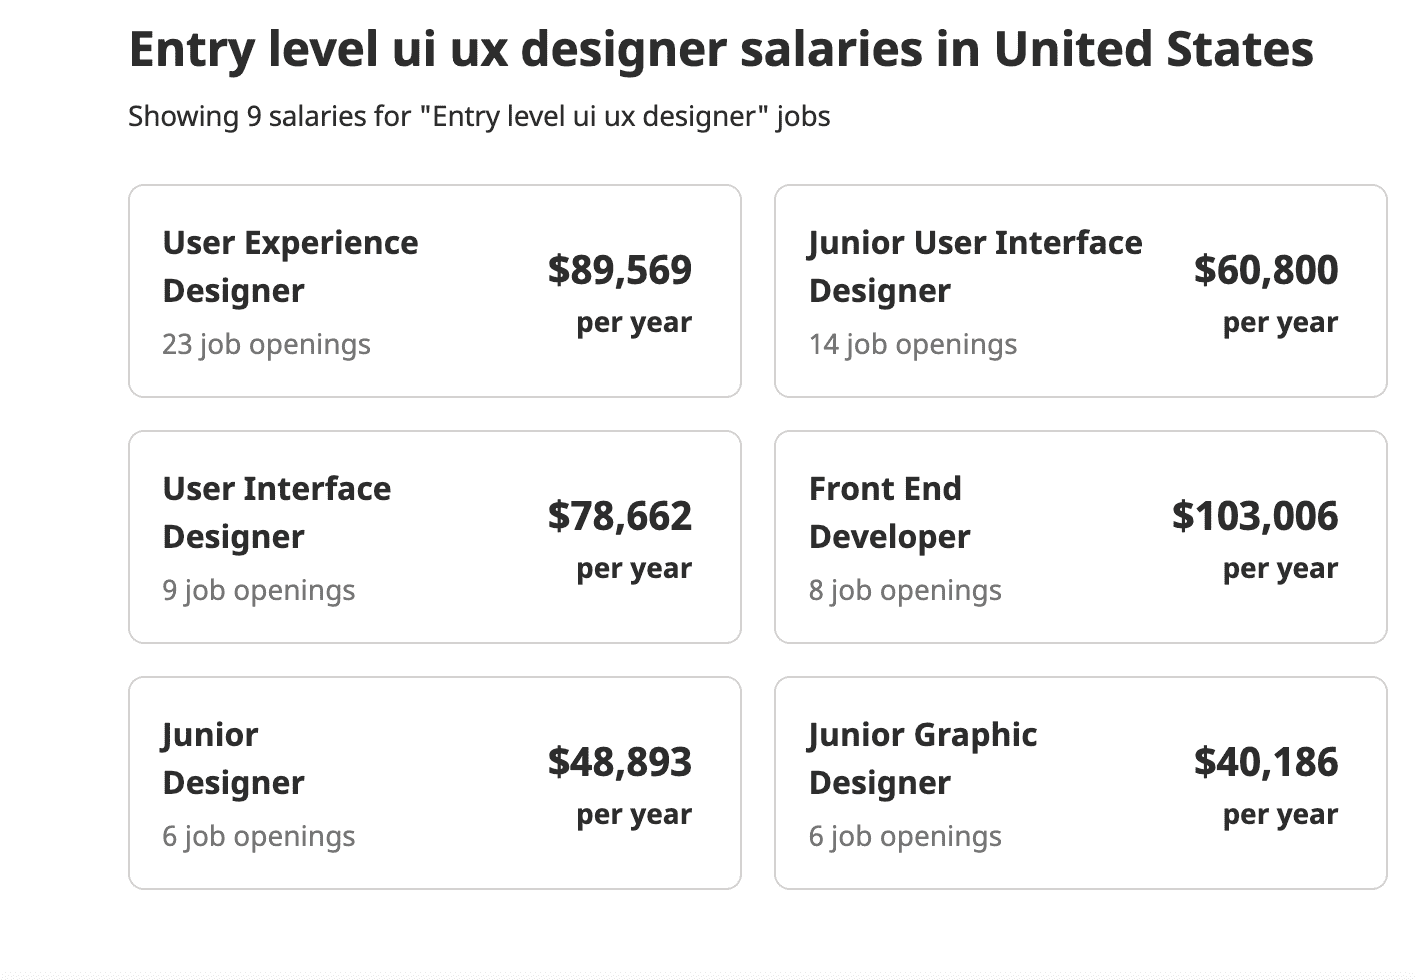 Entry level ui ux designer salaries in United States
Showing 9 salaries for "Entry level ui ux designer" jobs
User Experience
Designer
23 job openings
$89,569
per year
Junior User Interface
Designer
14 job openings
$60,800
per year
User Interface
Designer
9 job openings
$78,662
per year
Front End
Developer
8 job openings
$103,006
per year
Junior
Designer
6 job openings
$48,893
per year
Junior Graphic
Designer
6 job openings
$40,186
per year